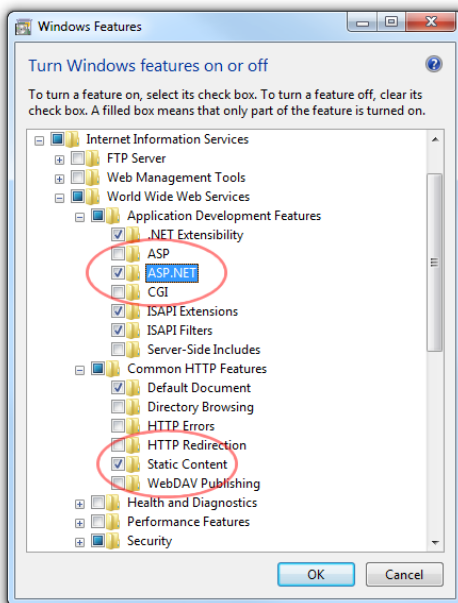 Windows Features
Turn Windows features on or off
To turn a feature on, select its check box. To turn a feature off, clear its
check box. A filled box means that only part of the feature is turned on.
Internet Information Services
FTP Server
Web Management Tools
World Wide Web Services
Application Development Features
.NET Extensibility
ASP
ASP.NET
CGI
ISAPI Extensions
ISAPI Filters
Server-Side Includes
Common HTTP Features
Default Document
Directory Browsing
HTTP Errors
HTTP Redirection
Static Content
WebDAV Publishing
Health and Diagnostics
Performance Features
Security
OK Cancel